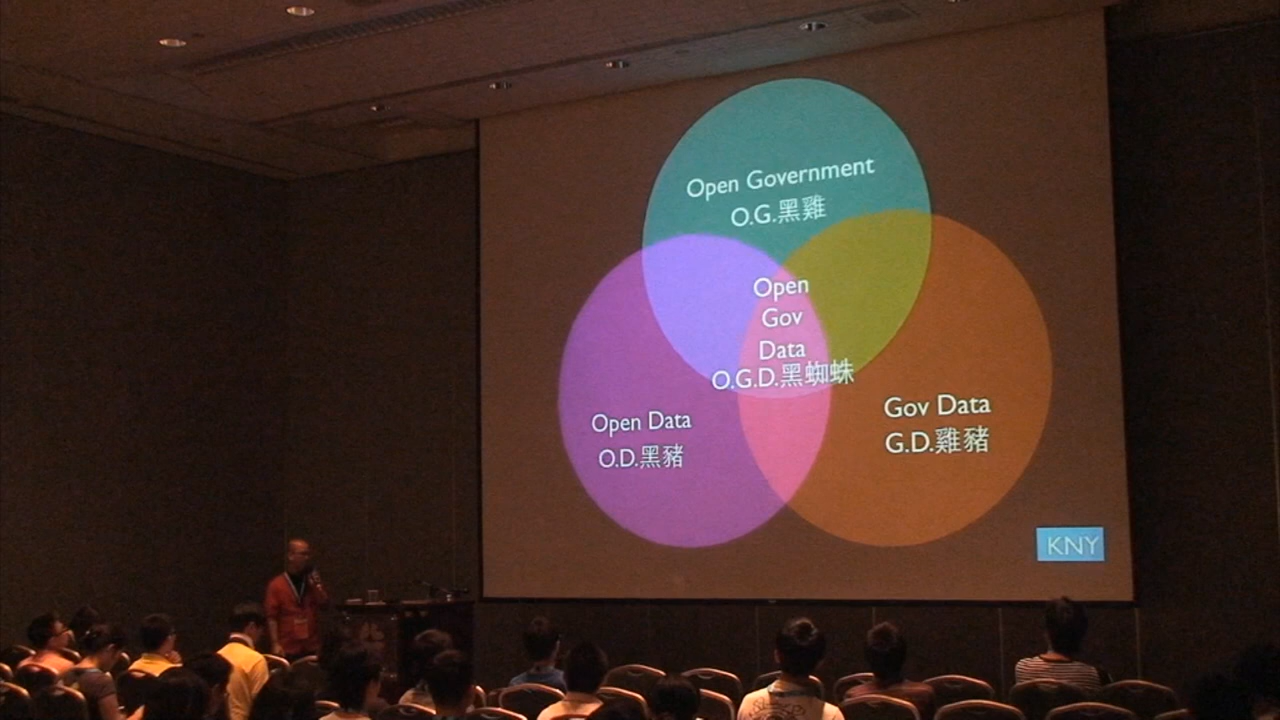 Open Government
O.G.黑雞
Open
Gov
Data
O.G.D.黑蜘蛛
Open Data
O.D.黑豬
Gov Data
G.D.雞豬
KNY